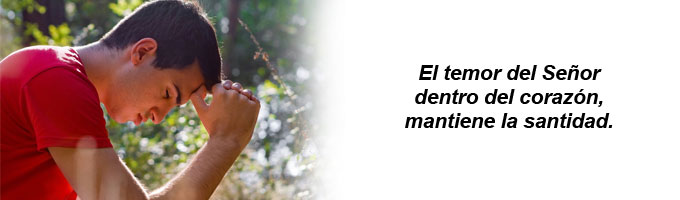 El temor del Señor
dentro del corazón,
mantiene la santidad.